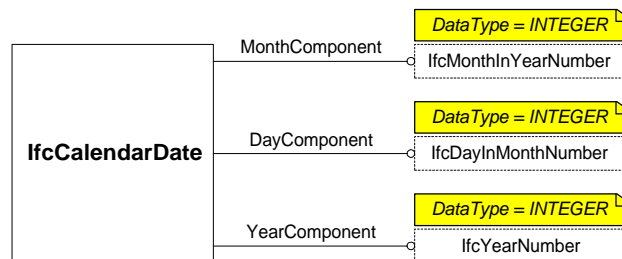 DataType = INTEGER
MonthComponent
IfcMonthInYearNumber
DataType = INTEGER
DayComponent
IfcCalendarDate
IfcDayInMonthNumber
DataType = INTEGER
YearComponent
IfcYearNumber